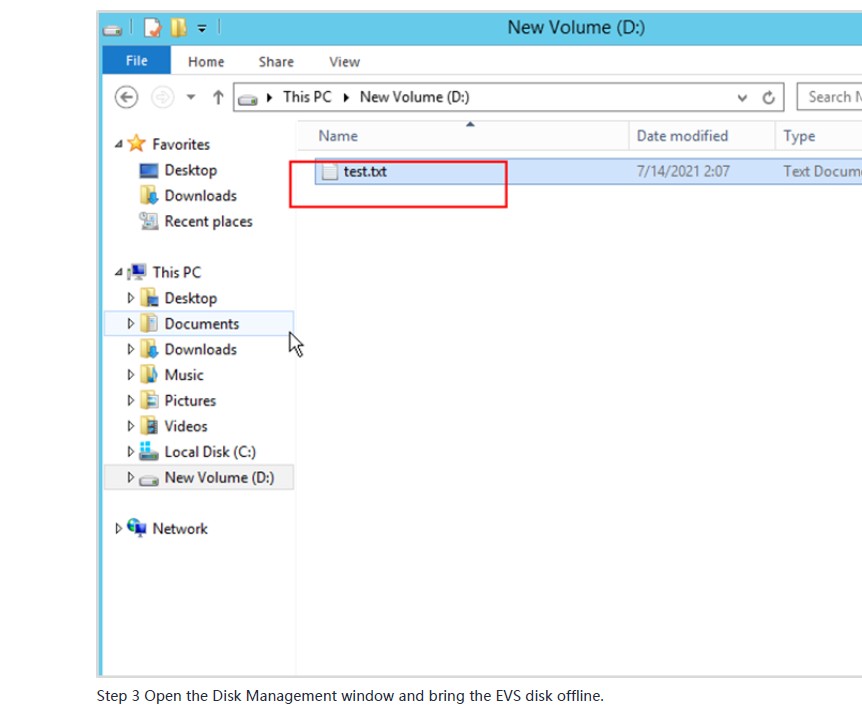 New Volume (D:)
File Home Share View
This PC New Volume (D:) Search N
Name Date modified Type
Favorites
test.txt 7/14/2021 2:07 Text Docum
Desktop
Downloads
Recent places
This PC
Desktop
Documents
Downloads
Music
Pictures
Videos
Local Disk (C:)
New Volume (D:)
Network
Step 3 Open the Disk Management window and bring the EVS disk offline.